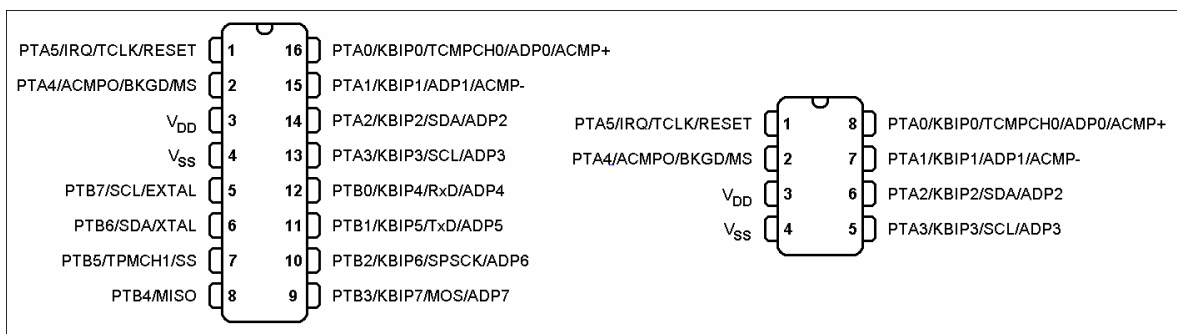 PTA5/IRQ/TCLK/RESET 1 16 PTA0/KBIP0/TCMPCH0/ADP0/ACMP+
PTA4/ACMPO/BKGD/MS 2 15 PTA1/KBIP1/ADP1/ACMP-
VDD 3 14 PTA2/KBIP2/SDA/ADP2
VSS 4 13 PTA3/KBIP3/SCL/ADP3
PTB7/SCL/EXTAL 5 12 PTB0/KBIP4/RxD/ADP4
PTB6/SDA/XTAL 6 11 PTB1/KBIP5/TxD/ADP5
PTB5/TPMCH1/SS 7 10 PTB2/KBIP6/SPSCK/ADP6
PTB4/MISO 8 9 PTB3/KBIP7/MOS/ADP7
PTA5/IRQ/TCLK/RESET 1 8 PTA0/KBIP0/TCMPCH0/ADP0/ACMP+
PTA4/ACMPO/BKGD/MS 2 7 PTA1/KBIP1/ADP1/ACMP-
VDD 3 6 PTA2/KBIP2/SDA/ADP2
VSS 4 5 PTA3/KBIP3/SCL/ADP3